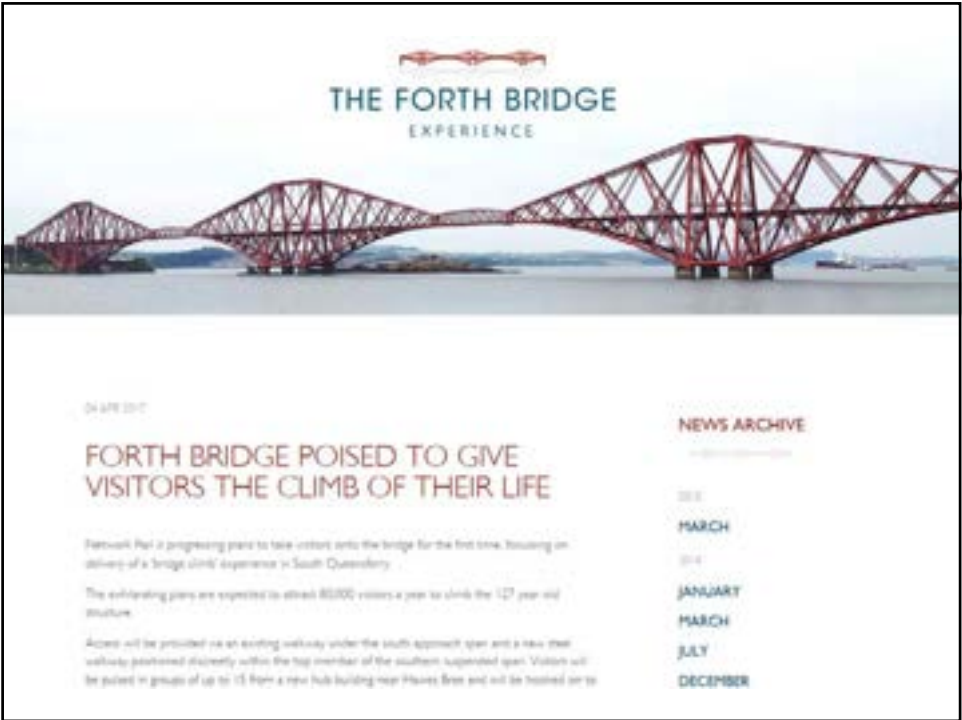 THE FORTH BRIDGE
EXPERIENCE
04 APR 2017
FORTH BRIDGE POISED TO GIVE
VISITORS THE CLIMB OF THEIR LIFE
Network Rail is progressing plans to take visitors onto the bridge for the first time, focusing on
delivery of a 'bridge climb' experience in South Queensferry.
The exhilarating plans are expected to attract 80,000 visitors a year to climb the 127 year old
structure.
Access will be provided via an existing walkway under the south approach span and a new steel
walkway positioned discreetly within the top member of the southern suspended span. Visitors will
be in groups of up to 15 from a new hub building near Hawes Brae and will be hooked on to
NEWS ARCHIVE
MARCH
JANUARY
MARCH
JULY
DECEMBER